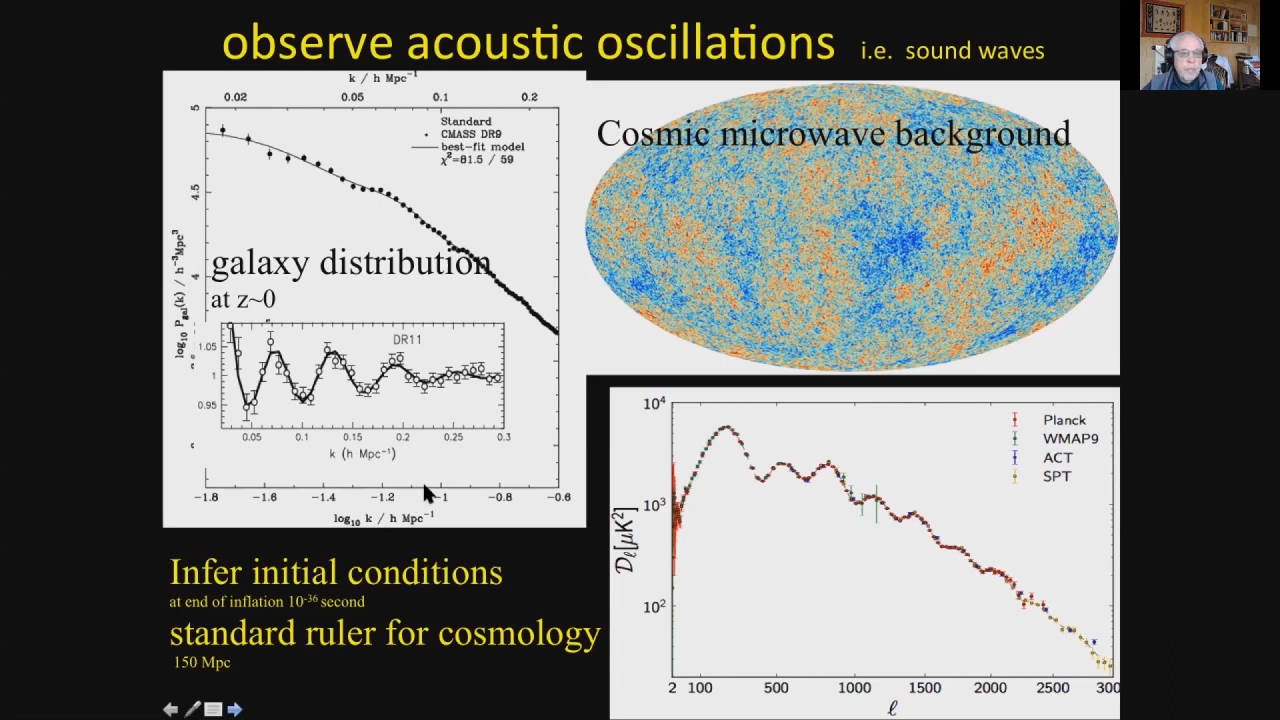 observe acoustic oscillations i.e. sound waves
k / h Mpc⁻¹
0.02 0.05 0.1 0.2
Standard
CMASS DR9
best-fit model
χ²=81.5 / 59
5
4.5
4
log₁₀ Pgal(k) / h⁻³Mpc³
galaxy distribution
at z~0
DR11
1.05
1
0.95
0.05 0.1 0.15 0.2 0.25 0.3
k (h Mpc⁻¹)
−1.8 −1.6 −1.4 −1.2 −1 −0.8 −0.6
log₁₀ k / h Mpc⁻¹
Cosmic microwave background
10⁴
10³
10²
Dℓ[μK²]
Planck
WMAP9
ACT
SPT
2 100 500 1000 1500 2000 2500 300
ℓ
Infer initial conditions
at end of inflation 10⁻³⁶ second
standard ruler for cosmology
150 Mpc